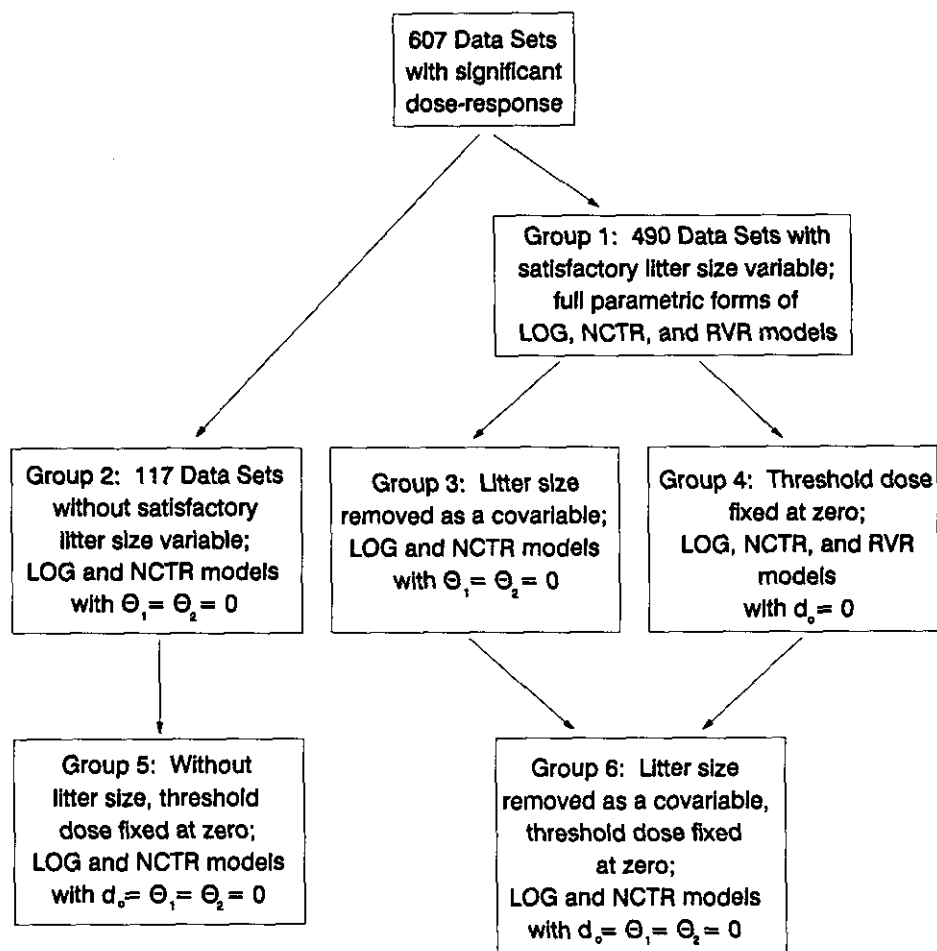 607 Data Sets
with significant
dose-response
Group 1: 490 Data Sets with
satisfactory litter size variable;
full parametric forms of
LOG, NCTR, and RVR models
Group 2: 117 Data Sets
without satisfactory
litter size variable;
LOG and NCTR models
with Θ₁= Θ₂= 0
Group 3: Litter size
removed as a covariable;
LOG and NCTR models
with Θ₁= Θ₂= 0
Group 4: Threshold dose
fixed at zero;
LOG, NCTR, and RVR
models
with dₒ= 0
Group 5: Without
litter size, threshold
dose fixed at zero;
LOG and NCTR models
with dₒ= Θ₁= Θ₂= 0
Group 6: Litter size
removed as a covariable,
threshold dose fixed
at zero;
LOG and NCTR models
with dₒ= Θ₁= Θ₂= 0